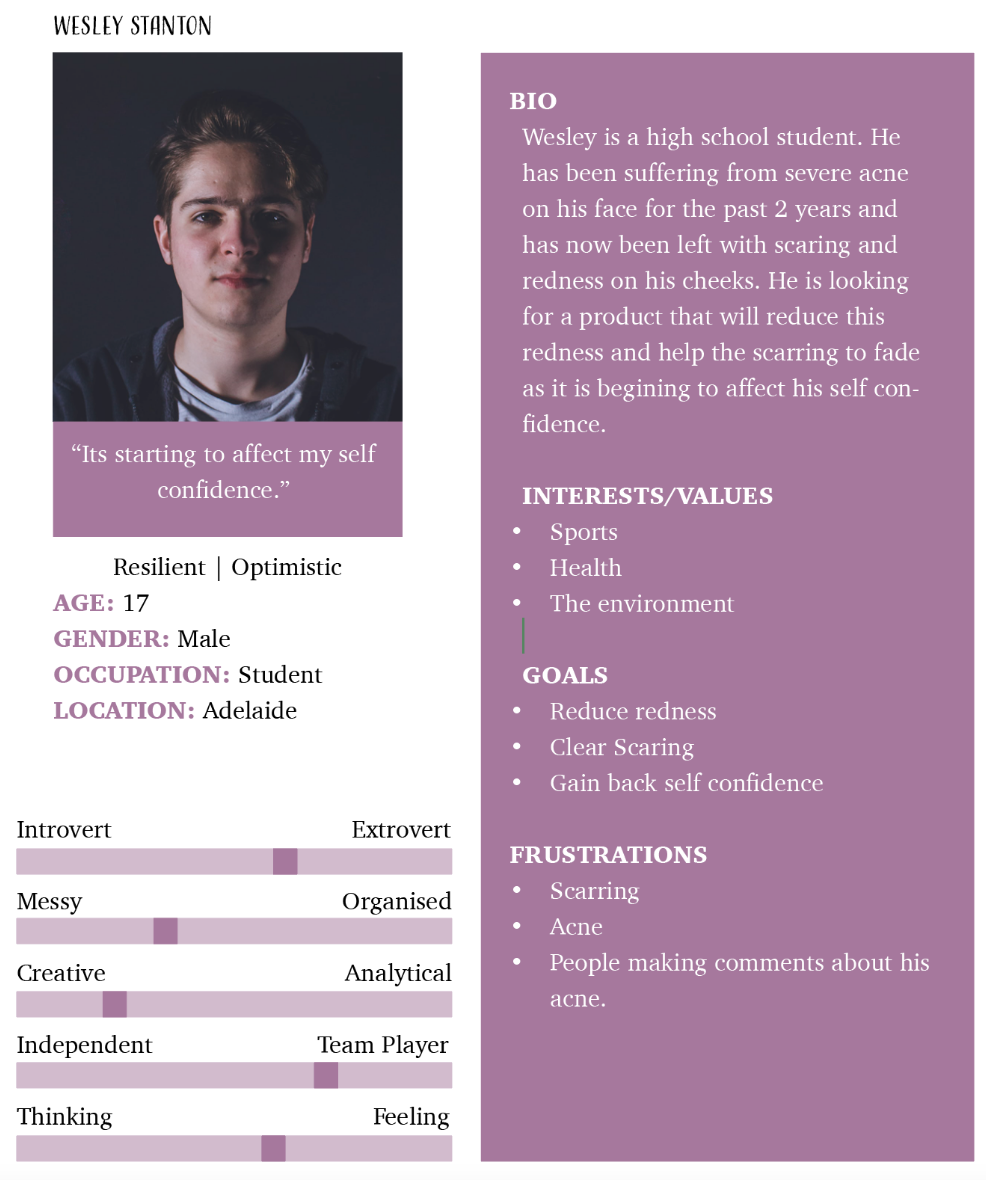 WESLEY STANTON
“Its starting to affect my self
confidence.”
Resilient | Optimistic
AGE: 17
GENDER: Male
OCCUPATION: Student
LOCATION: Adelaide
Introvert Extrovert
Messy Organised
Creative Analytical
Independent Team Player
Thinking Feeling
BIO
Wesley is a high school student. He
has been suffering from severe acne
on his face for the past 2 years and
has now been left with scaring and
redness on his cheeks. He is looking
for a product that will reduce this
redness and help the scarring to fade
as it is begining to affect his self con-
fidence.
INTERESTS/VALUES
• Sports
• Health
• The environment
GOALS
• Reduce redness
• Clear Scaring
• Gain back self confidence
FRUSTRATIONS
• Scarring
• Acne
• People making comments about his
acne.